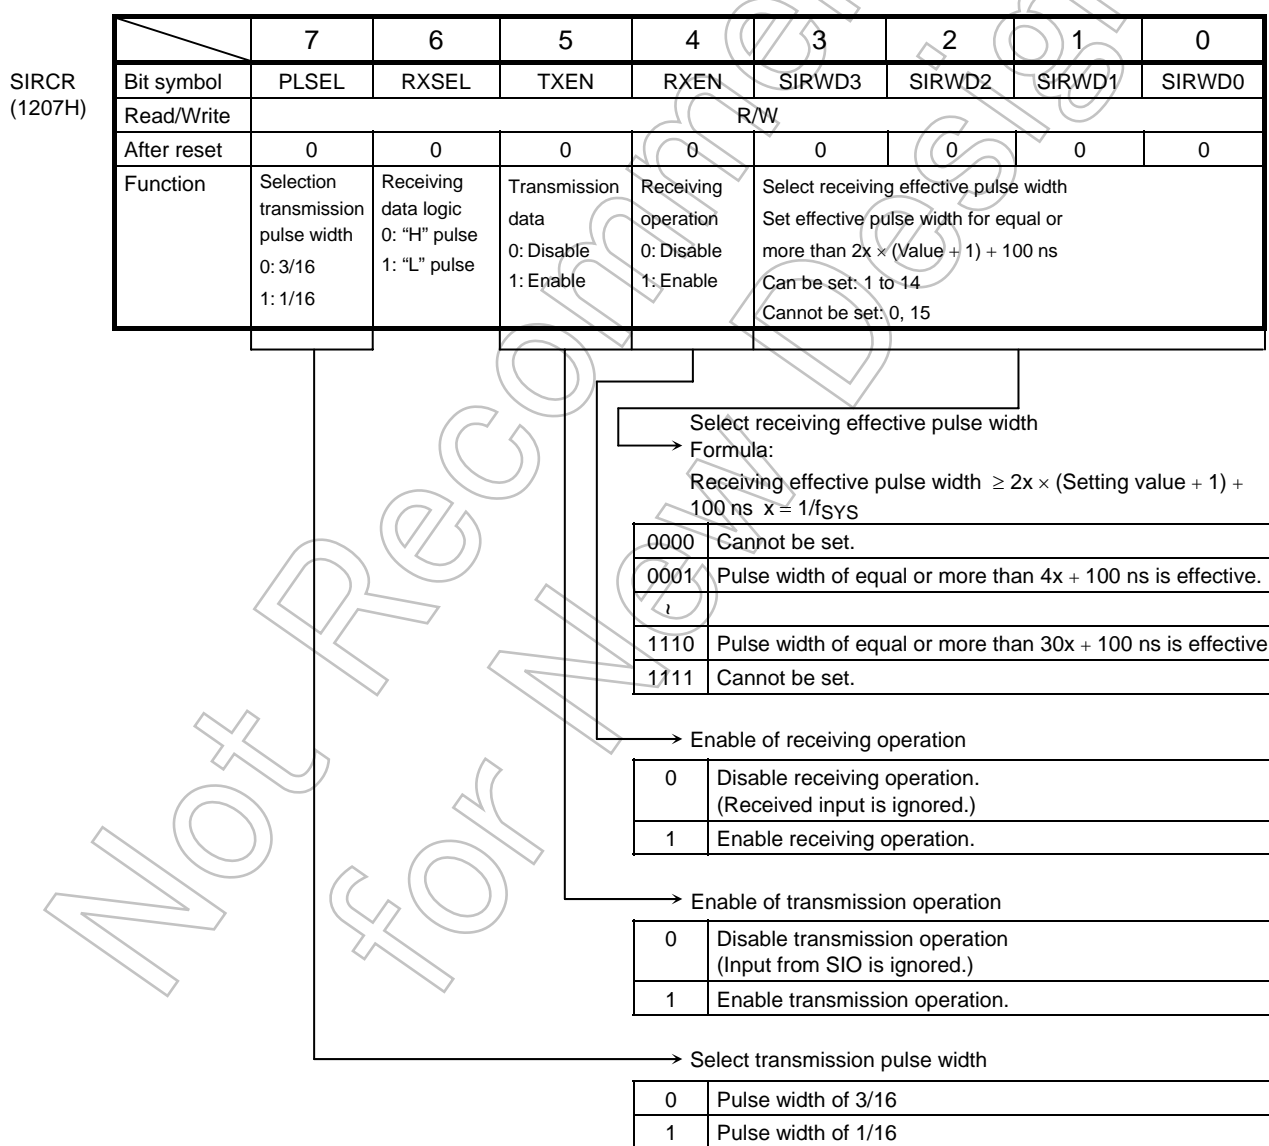 7 6 5 4 3 2 1 0
SIRCR
(1207H)
Bit symbol PLSEL RXSEL TXEN RXEN SIRWD3 SIRWD2 SIRWD1 SIRWD0
Read/Write R/W
After reset 0 0 0 0 0 0 0 0
Function
Selection
transmission
pulse width
0: 3/16
1: 1/16
Receiving
data logic
0: “H” pulse
1: “L” pulse
Transmission
data
0: Disable
1: Enable
Receiving
operation
0: Disable
1: Enable
Select receiving effective pulse width
Set effective pulse width for equal or
more than 2x × (Value + 1) + 100 ns
Can be set: 1 to 14
Cannot be set: 0, 15
Select receiving effective pulse width
Formula:
Receiving effective pulse width ≥ 2x × (Setting value + 1) +
100 ns x = 1/fSYS
0000 Cannot be set.
0001 Pulse width of equal or more than 4x + 100 ns is effective.
~
1110 Pulse width of equal or more than 30x + 100 ns is effective
1111 Cannot be set.
Enable of receiving operation
0 Disable receiving operation.
(Received input is ignored.)
1 Enable receiving operation.
Enable of transmission operation
0 Disable transmission operation
(Input from SIO is ignored.)
1 Enable transmission operation.
Select transmission pulse width
0 Pulse width of 3/16
1 Pulse width of 1/16
Not Recommen
for New Design